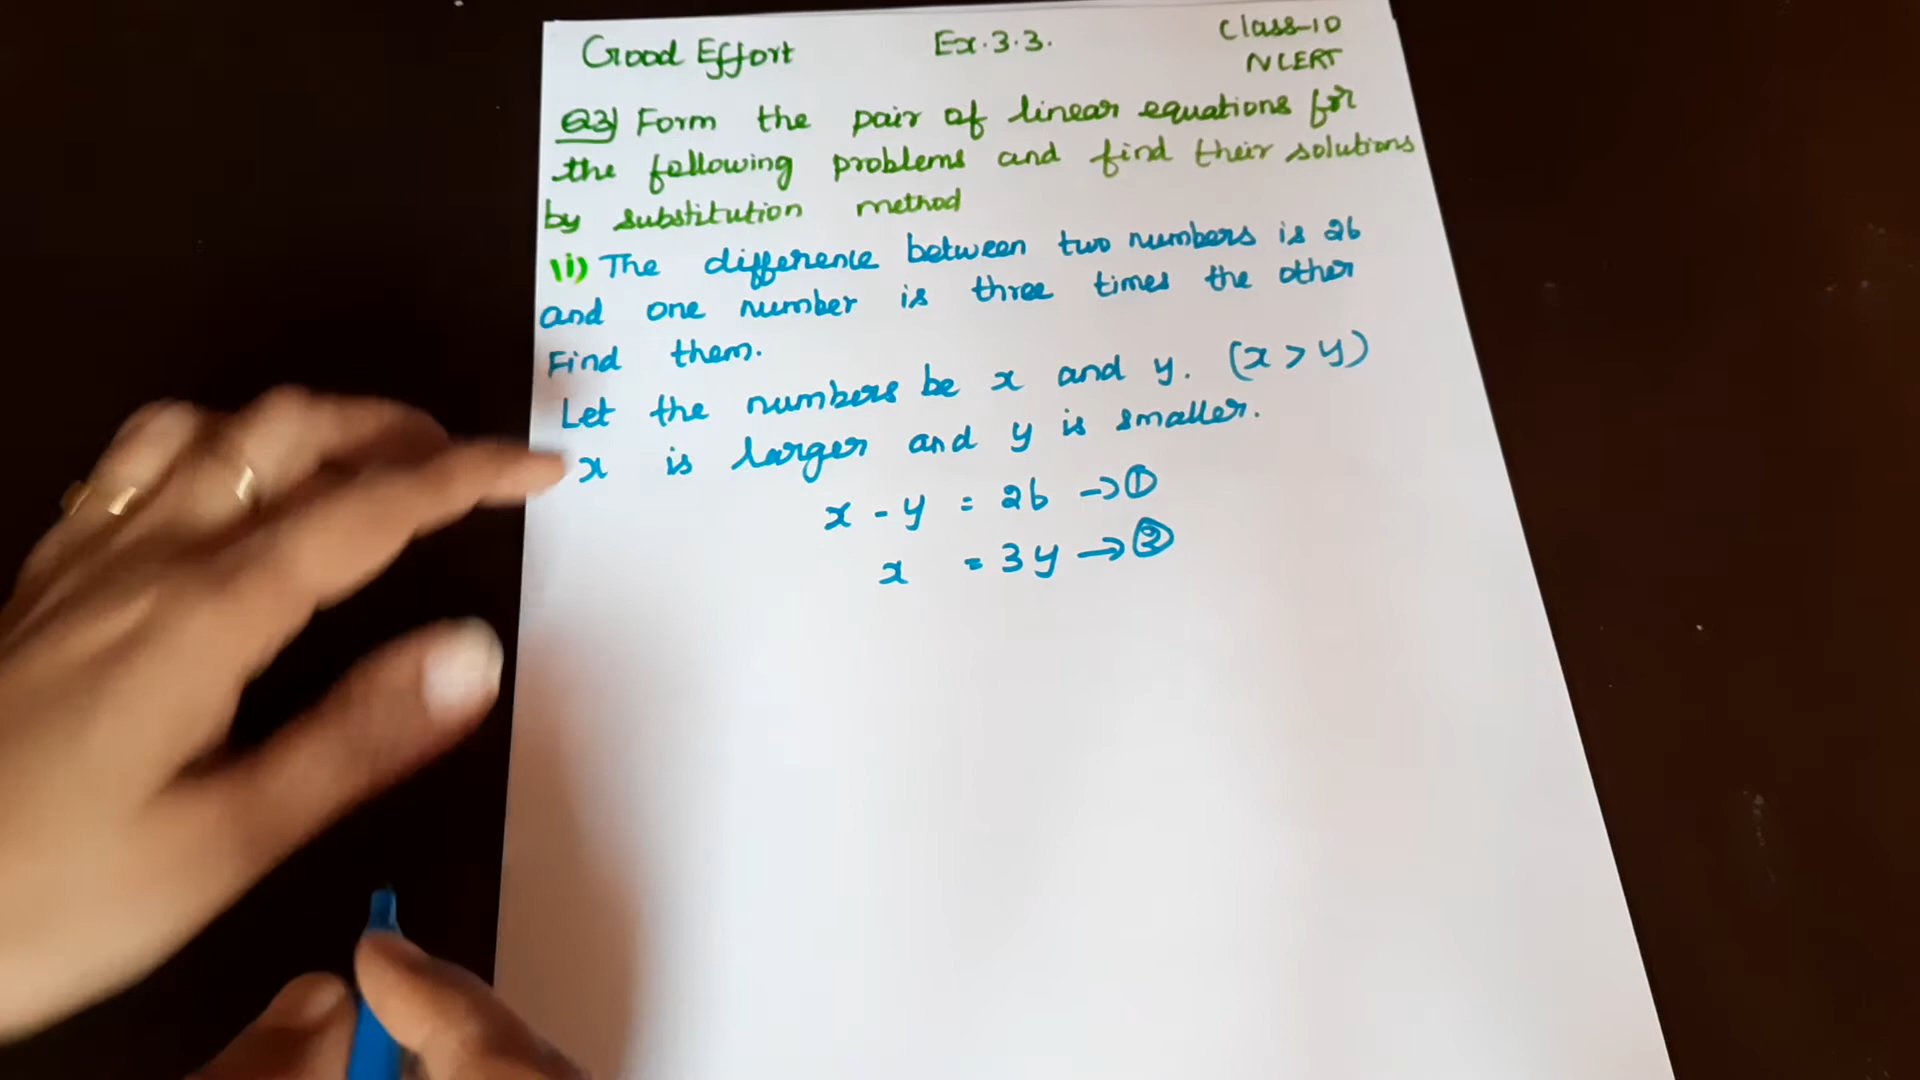 Good Effort Ex.3.3. Class-10
NCERT
Q3) Form the pair of linear equations for
the following problems and find their solutions
by substitution method
(i) The difference between two numbers is 26
and one number is three times the other
Find them.
Let the numbers be x and y. (x > y)
x is larger and y is smaller.
x - y = 26 → ①
x = 3y → ②